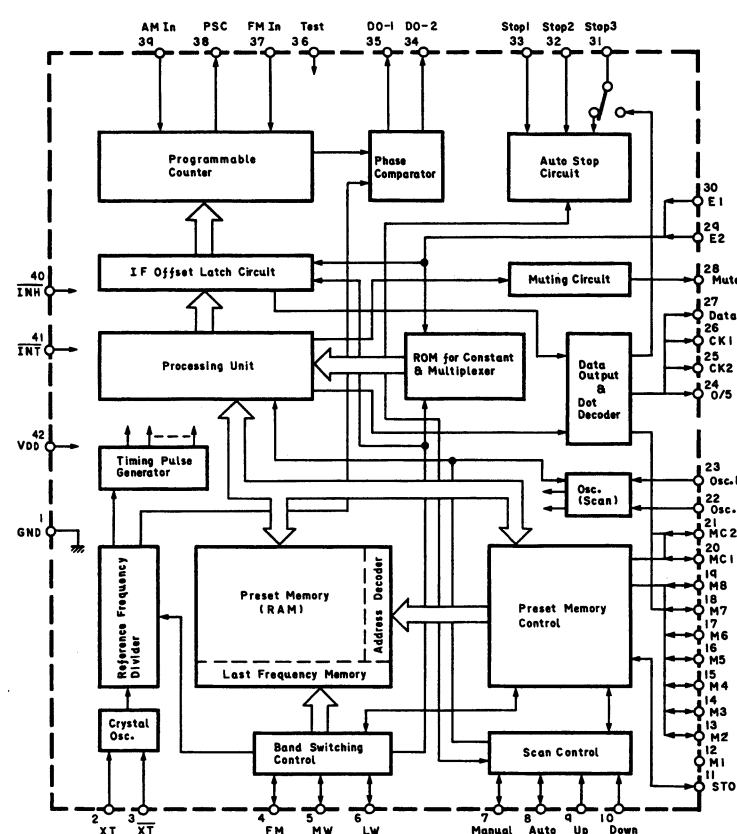 AM In PSC FM In Test DO-1 DO-2 Stop1 Stop2 Stop3
39 38 37 36 35 34 33 32 31
Programmable
Counter
Phase
Comparator
Auto Stop
Circuit
30
E1
29
E2
IF Offset Latch Circuit
Muting Circuit
28
Mute
40
INH
27
Data
26
CK1
25
CK2
24
O/5
41
INT
Processing Unit
ROM for Constant
& Multiplexer
Data
Output
&
Dot
Decoder
42
VDD
Timing Pulse
Generator
Osc.
(Scan)
23
Osc.
22
Osc.
1
GND
21
MC2
20
MC1
19
M8
18
M7
17
M6
16
M5
15
M4
14
M3
13
M2
12
M1
11
STO
Reference Frequency
Divider
Preset Memory
(RAM)
Address Decoder
Last Frequency Memory
Preset Memory
Control
Crystal
Osc.
Band Switching
Control
Scan Control
2 3 4 5 6 7 8 9 10
XT XT FM MW LW Manual Auto Up Down